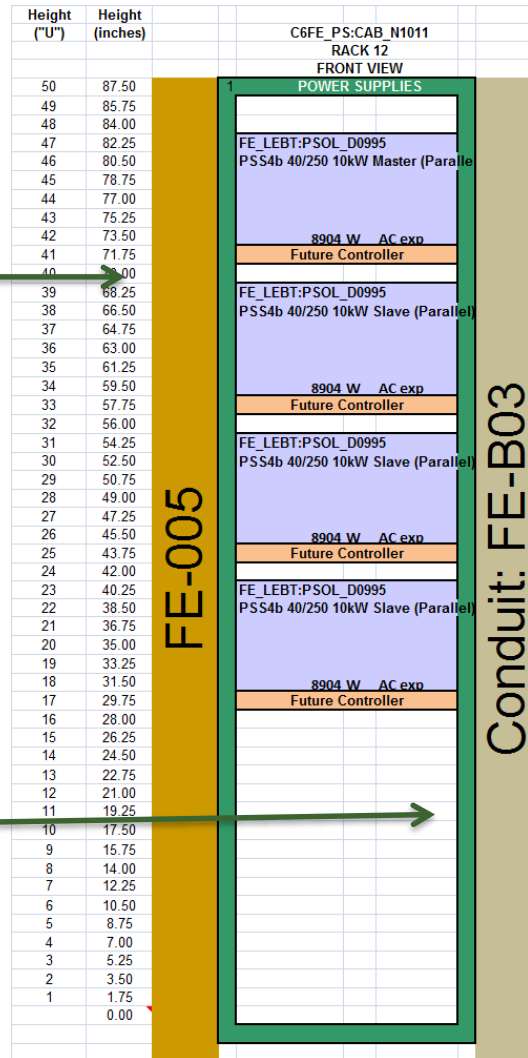 Height Height
("U") (inches) C6FE_PS:CAB_N1011
RACK 12
FRONT VIEW
50 87.50 1 POWER SUPPLIES
49 85.75
48 84.00
47 82.25 FE_LEBT:PSOL_D0995
46 80.50 PSS4b 40/250 10kW Master (Paralle
45 78.75
44 77.00
43 75.25
42 73.50 8904 W AC exp
41 71.75 Future Controller
40
39 68.25 FE_LEBT:PSOL_D0995
38 66.50 PSS4b 40/250 10kW Slave (Parallel)
37 64.75
36 63.00
35 61.25
34 59.50 8904 W AC exp
33 57.75 Future Controller
32 56.00
31 54.25 FE_LEBT:PSOL_D0995
30 52.50 PSS4b 40/250 10kW Slave (Parallel)
29 50.75
28 49.00
27 47.25
26 45.50 8904 W AC exp
25 43.75 Future Controller
24 42.00
23 40.25 FE_LEBT:PSOL_D0995
22 38.50 PSS4b 40/250 10kW Slave (Parallel)
21 36.75
20 35.00
19 33.25
18 31.50 8904 W AC exp
17 29.75 Future Controller
16 28.00
15 26.25
14 24.50
13 22.75
12 21.00
11 19.25
10 17.50
9 15.75
8 14.00
7 12.25
6 10.50
5 8.75
4 7.00
3 5.25
2 3.50
1 1.75
0.00
FE-005
Conduit: FE-B03